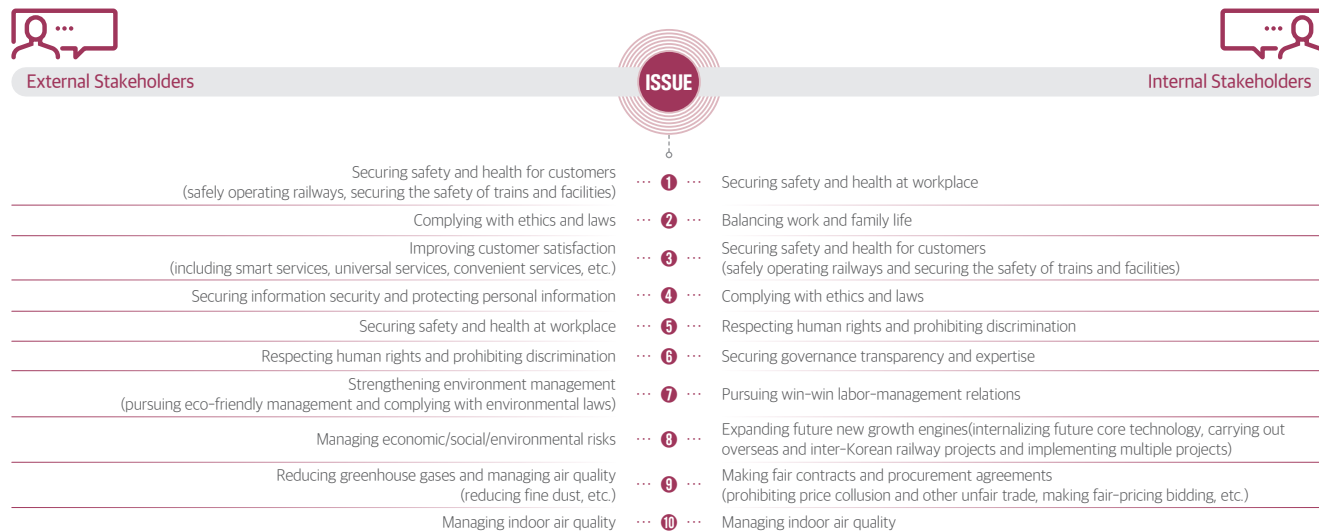 External Stakeholders
ISSUE
Internal Stakeholders
Securing safety and health for customers
(safely operating railways, securing the safety of trains and facilities)
1
Securing safety and health at workplace
Complying with ethics and laws
2
Balancing work and family life
Improving customer satisfaction
(including smart services, universal services, convenient services, etc.)
3
Securing safety and health for customers
(safely operating railways and securing the safety of trains and facilities)
Securing information security and protecting personal information
4
Complying with ethics and laws
Securing safety and health at workplace
5
Respecting human rights and prohibiting discrimination
Respecting human rights and prohibiting discrimination
6
Securing governance transparency and expertise
Strengthening environment management
(pursuing eco-friendly management and complying with environmental laws)
7
Pursuing win-win labor-management relations
Managing economic/social/environmental risks
8
Expanding future new growth engines(internalizing future core technology, carrying out
overseas and inter-Korean railway projects and implementing multiple projects)
Reducing greenhouse gases and managing air quality
(reducing fine dust, etc.)
9
Making fair contracts and procurement agreements
(prohibiting price collusion and other unfair trade, making fair-pricing bidding, etc.)
Managing indoor air quality
10
Managing indoor air quality